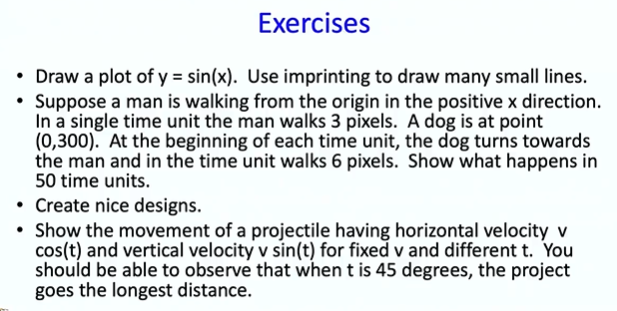 Exercises
• Draw a plot of y = sin(x). Use imprinting to draw many small lines.
• Suppose a man is walking from the origin in the positive x direction.
In a single time unit the man walks 3 pixels. A dog is at point
(0,300). At the beginning of each time unit, the dog turns towards
the man and in the time unit walks 6 pixels. Show what happens in
50 time units.
• Create nice designs.
• Show the movement of a projectile having horizontal velocity v
cos(t) and vertical velocity v sin(t) for fixed v and different t. You
should be able to observe that when t is 45 degrees, the project
goes the longest distance.